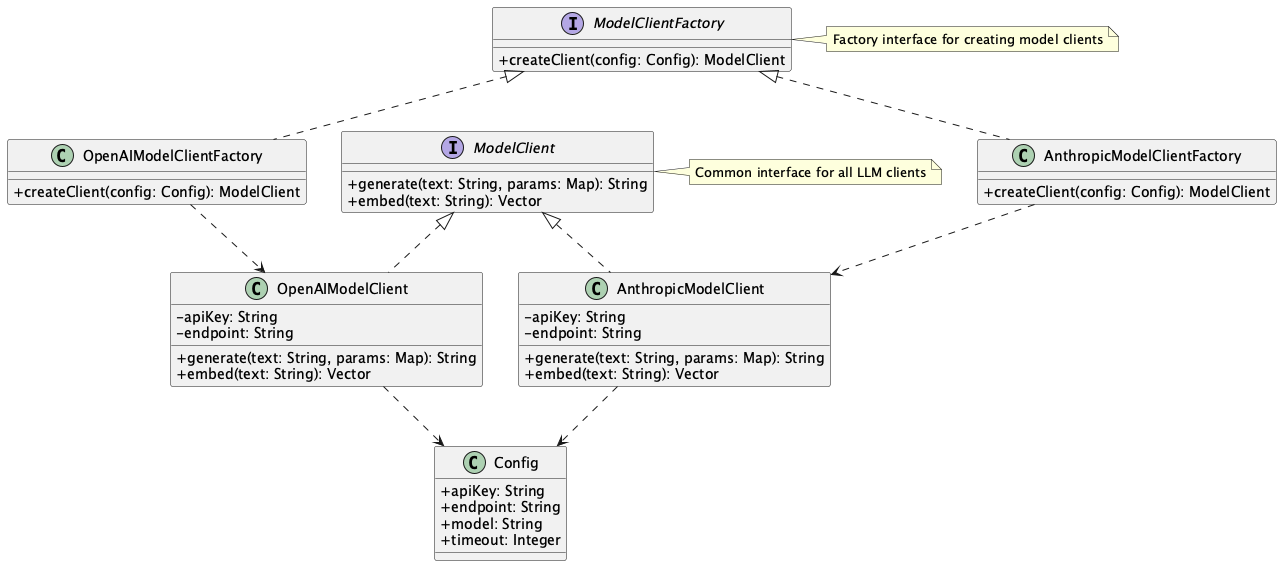 I ModelClientFactory
+createClient(config: Config): ModelClient
Factory interface for creating model clients
C OpenAIModelClientFactory
+createClient(config: Config): ModelClient
I ModelClient
+generate(text: String, params: Map): String
+embed(text: String): Vector
Common interface for all LLM clients
C AnthropicModelClientFactory
+createClient(config: Config): ModelClient
C OpenAIModelClient
-apiKey: String
-endpoint: String
+generate(text: String, params: Map): String
+embed(text: String): Vector
C AnthropicModelClient
-apiKey: String
-endpoint: String
+generate(text: String, params: Map): String
+embed(text: String): Vector
C Config
+apiKey: String
+endpoint: String
+model: String
+timeout: Integer